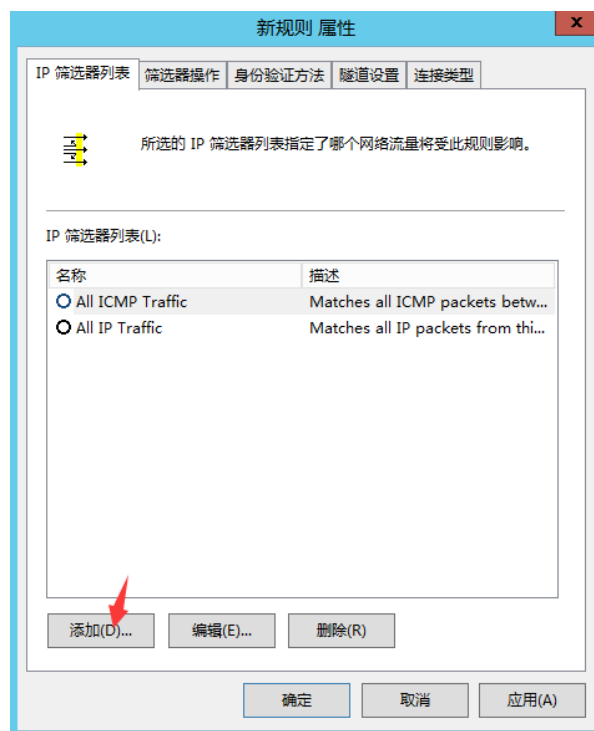 新规则 属性
x
IP 筛选器列表 筛选器操作 身份验证方法 隧道设置 连接类型
所选的 IP 筛选器列表指定了哪个网络流量将受此规则影响。
IP 筛选器列表(L):
名称 描述
All ICMP Traffic Matches all ICMP packets betw...
All IP Traffic Matches all IP packets from thi...
添加(D)... 编辑(E)... 删除(R)
确定 取消 应用(A)